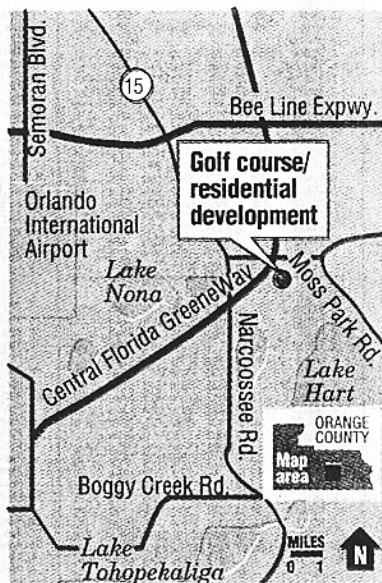 Semoran Blvd.
15
Bee Line Expwy.
Golf course/
residential
development
Orlando
International
Airport
Lake
Nona
Central Florida GreeneWay
Moss Park Rd.
Narcoossee Rd.
Lake
Hart
ORANGE
COUNTY
Map
area
Boggy Creek Rd.
Lake
Tohopekaliga
MILES
0 1
N